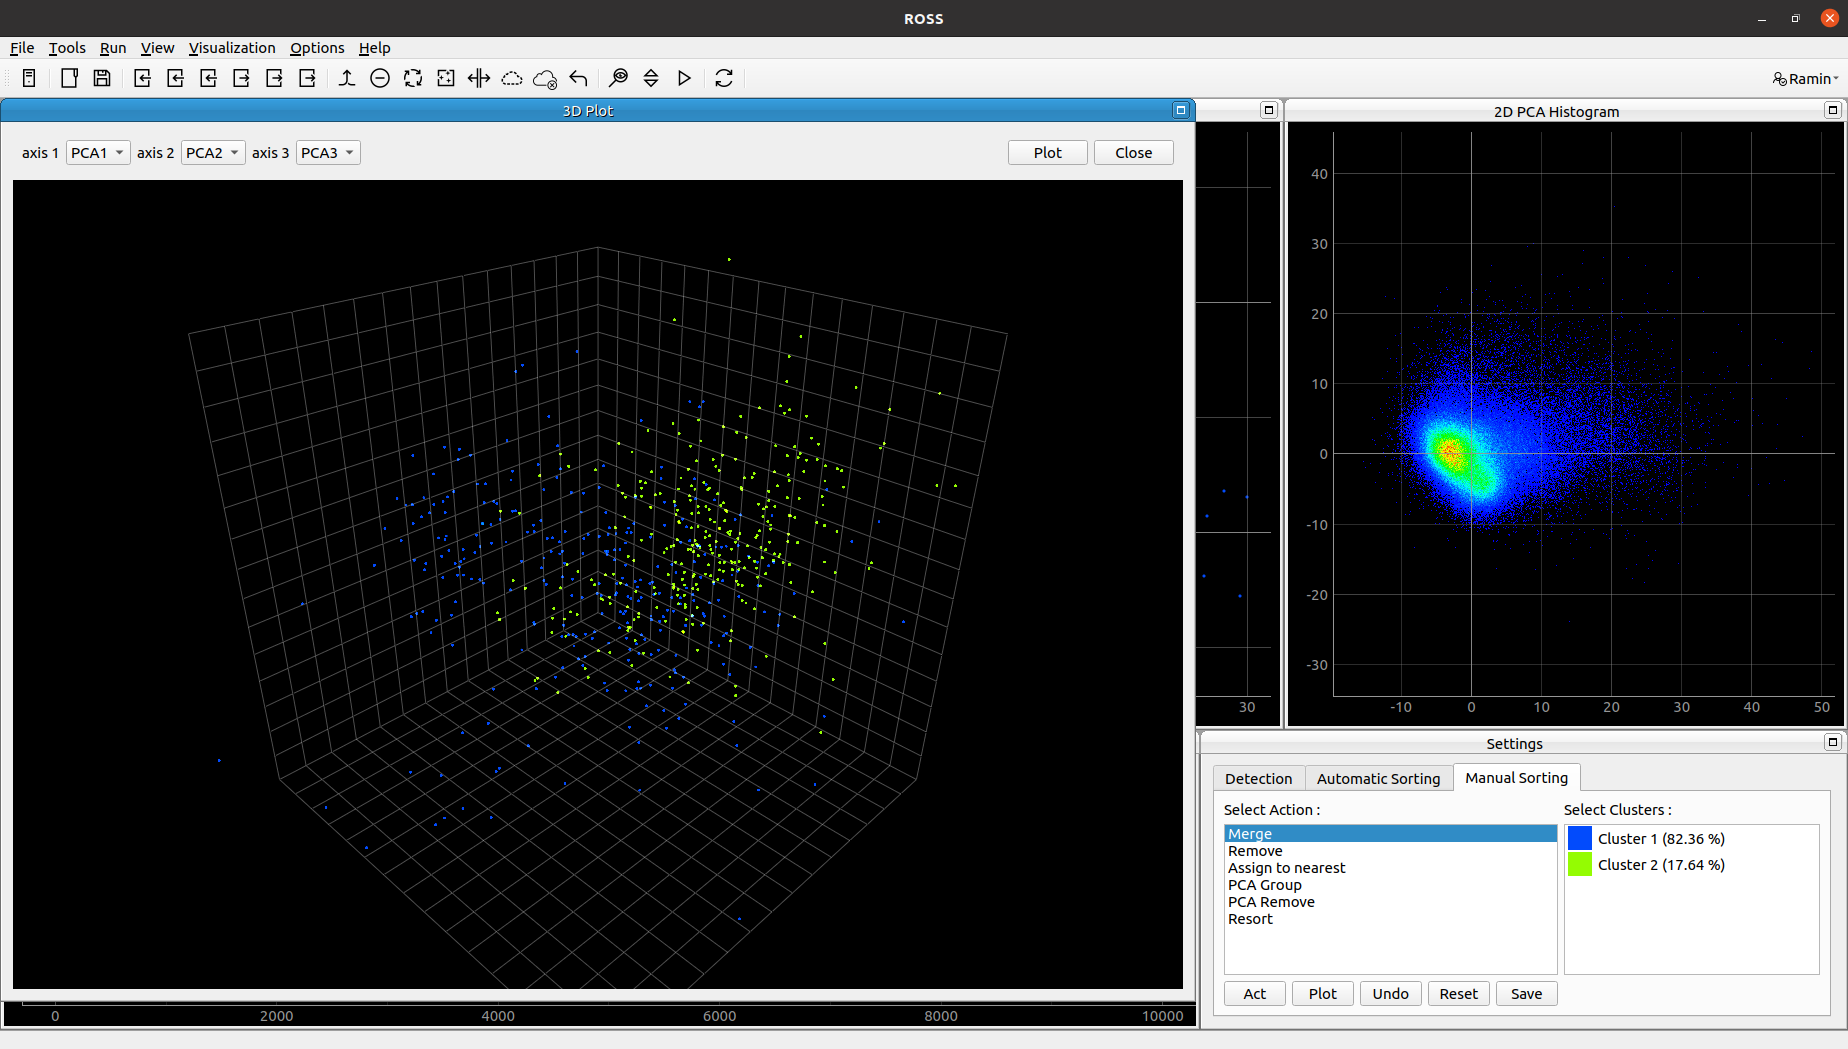 ROSS
File Tools Run View Visualization Options Help
Ramin
3D Plot
axis 1 PCA1 axis 2 PCA2 axis 3 PCA3 Plot Close
0 2000 4000 6000 8000 10000
30
2D PCA Histogram
40
30
20
10
0
-10
-20
-30
-10 0 10 20 30 40 50
Settings
Detection Automatic Sorting Manual Sorting
Select Action : Select Clusters :
Merge
Remove
Assign to nearest
PCA Group
PCA Remove
Resort
Cluster 1 (82.36 %)
Cluster 2 (17.64 %)
Act Plot Undo Reset Save